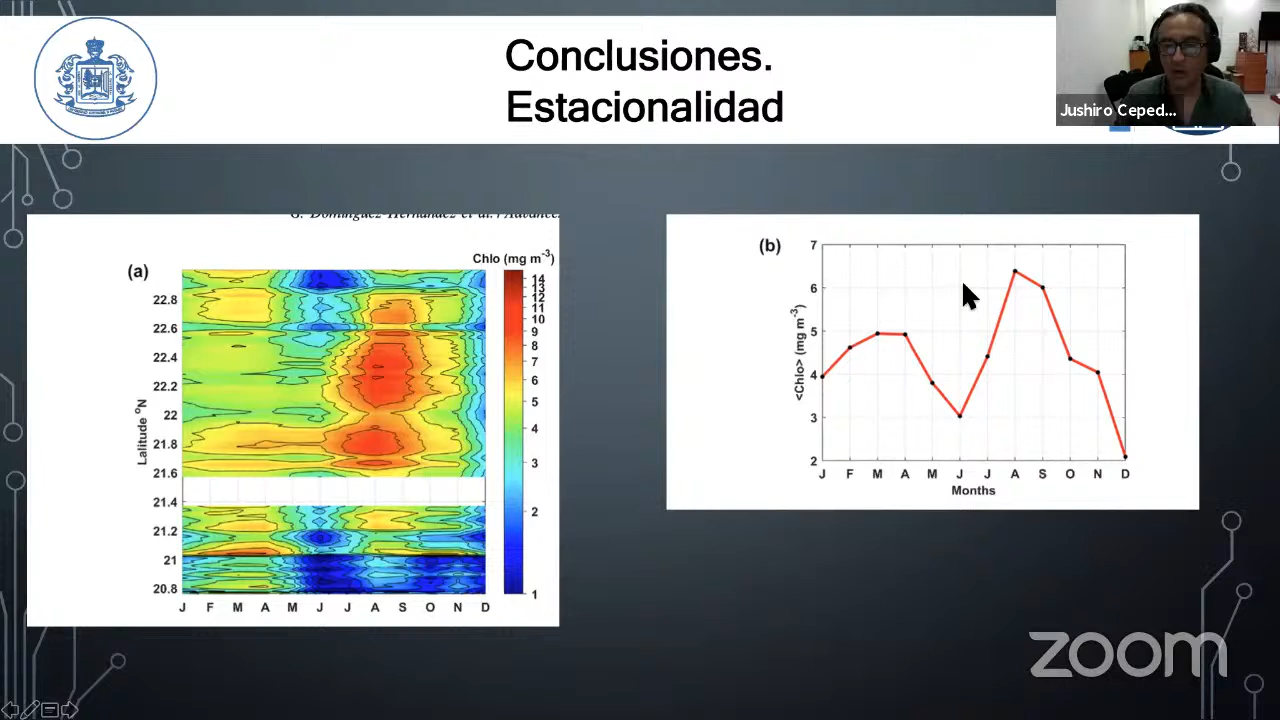 Conclusiones.
Estacionalidad
Jushiro Ceped...
G. Domínguez-Hernández et al. / Advance
(a)
Chlo (mg m-3)
14
13
12
11
10
9
8
7
6
5
4
3
2
1
Lalitude °N
22.8
22.6
22.4
22.2
22
21.8
21.6
21.4
21.2
21
20.8
J F M A M J J A S O N D
(b)
<Chlo> (mg m-3)
7
6
5
4
3
2
J F M A M J J A S O N D
Months
zoom